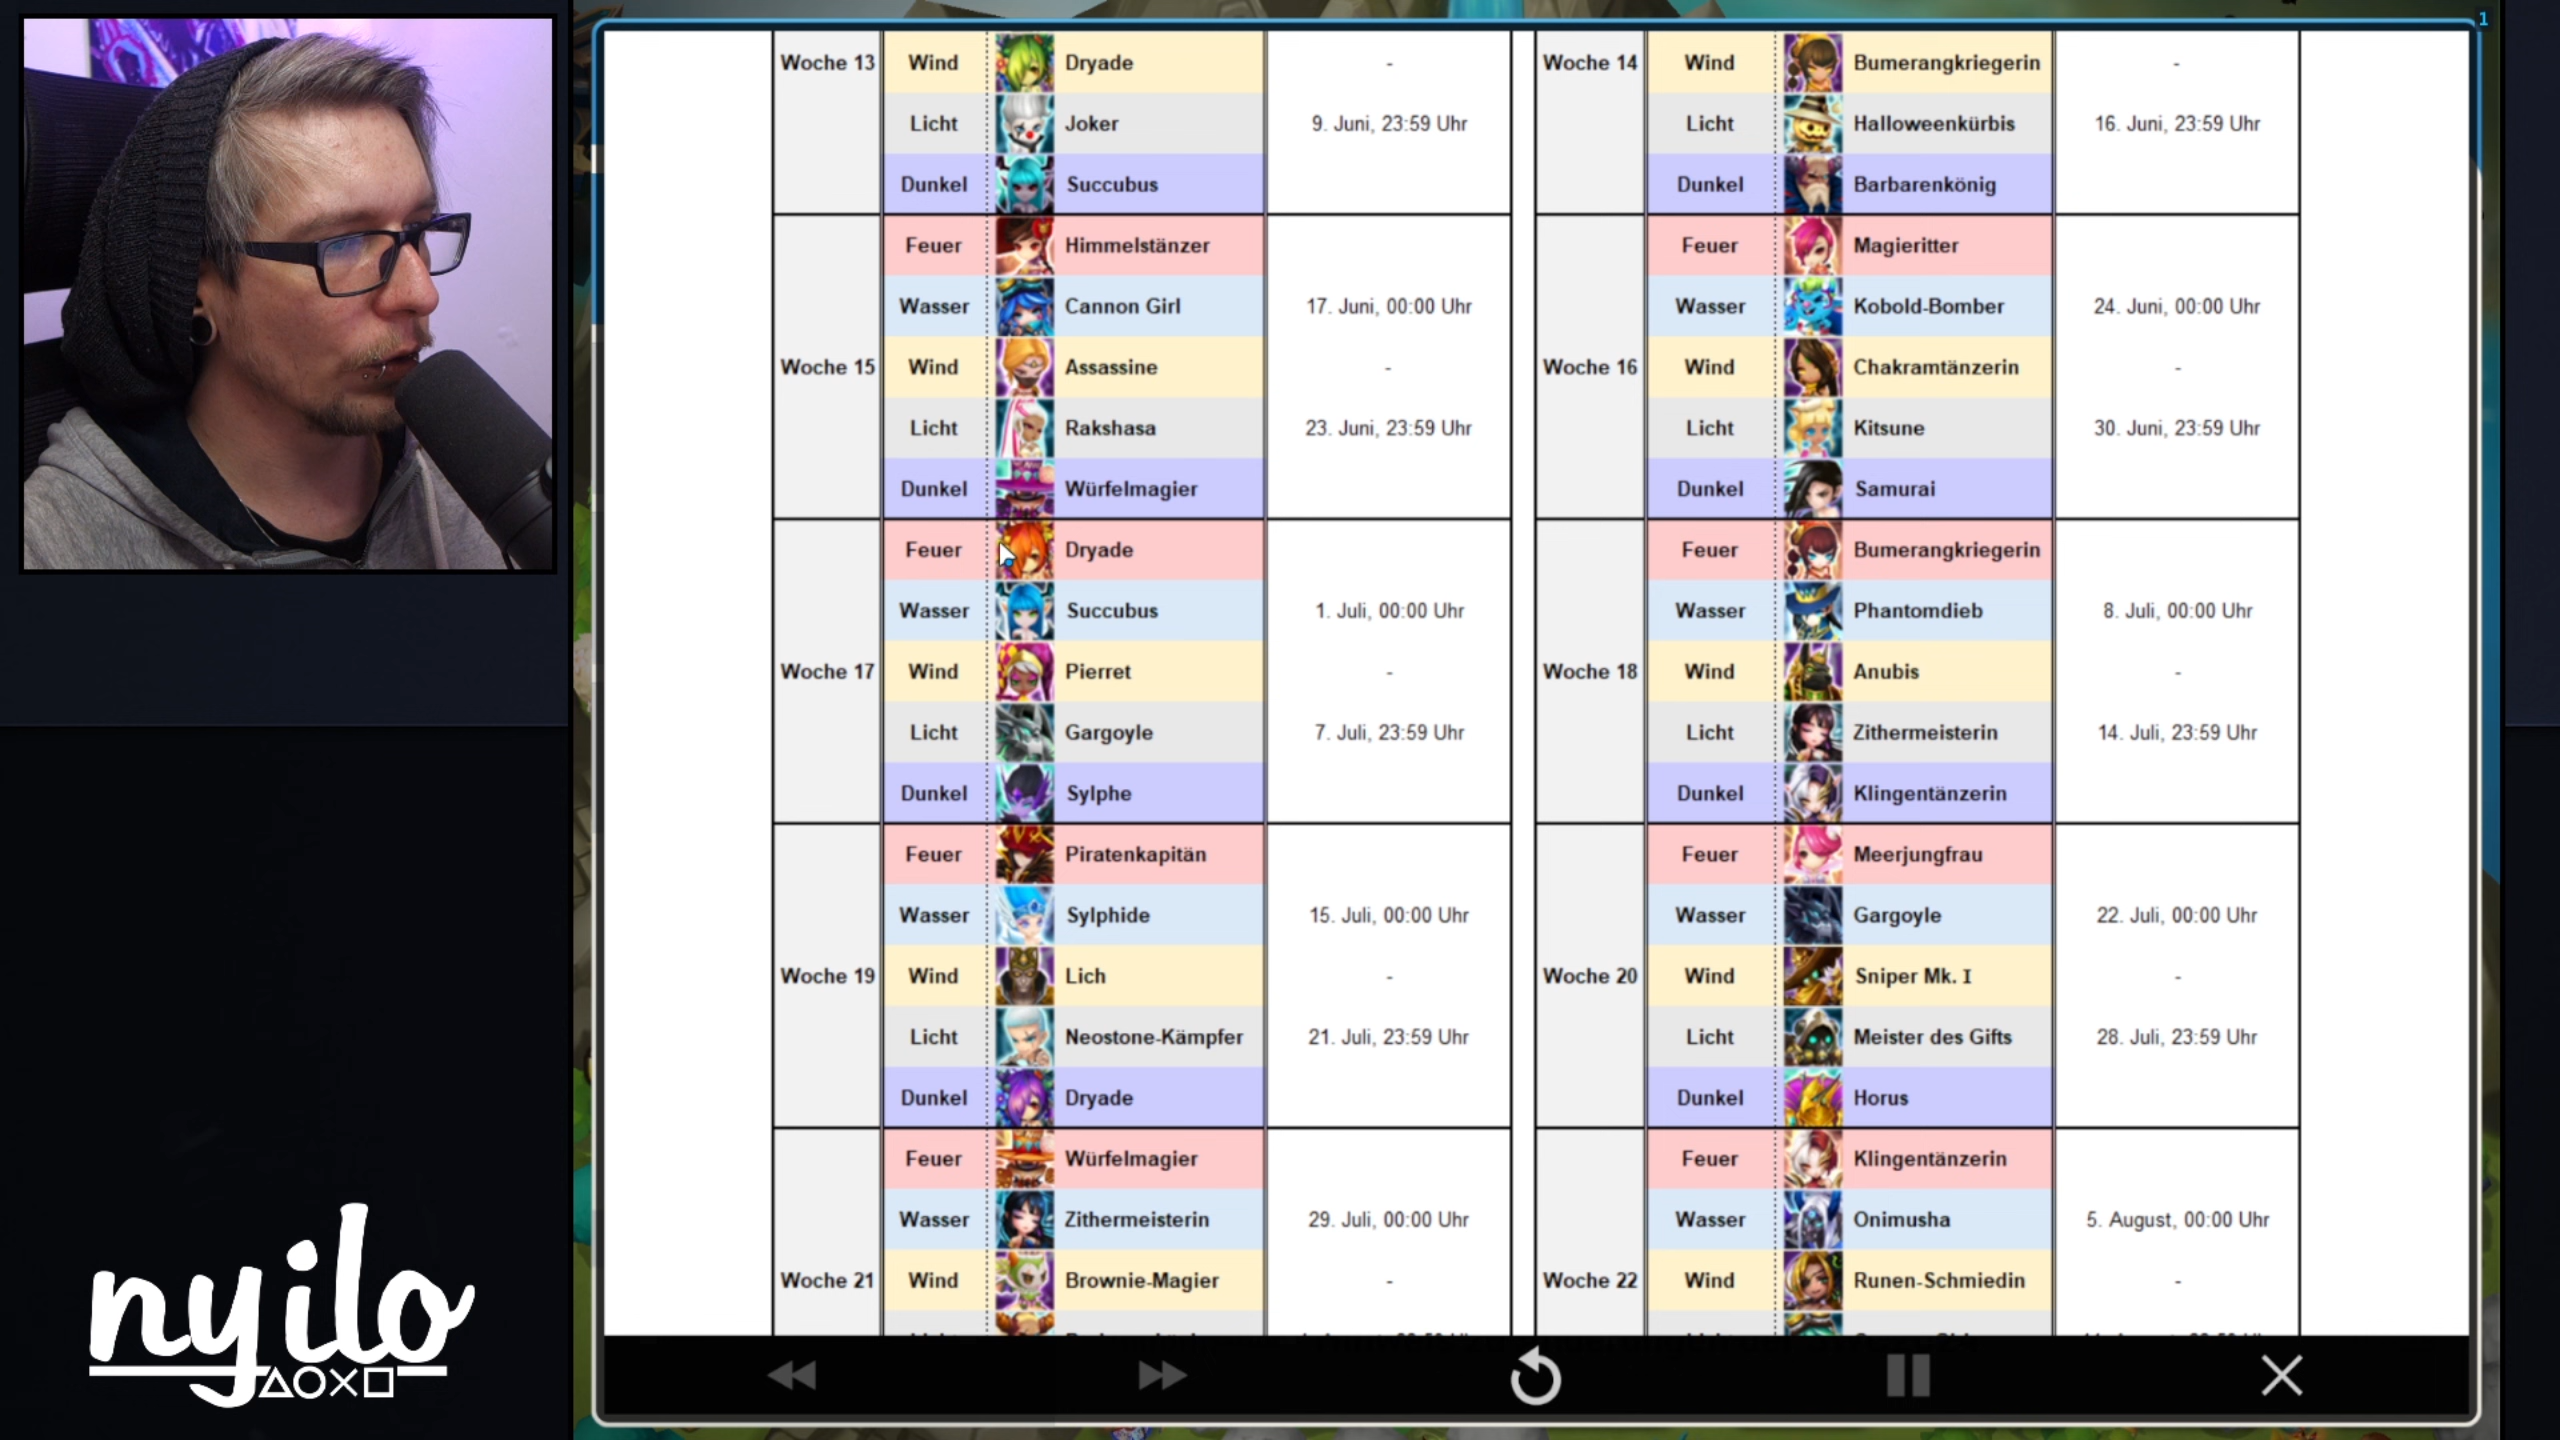 1
Woche 13 Wind Dryade - Woche 14 Wind Bumerangkriegerin -
Licht Joker 9. Juni, 23:59 Uhr Licht Halloweenkürbis 16. Juni, 23:59 Uhr
Dunkel Succubus Dunkel Barbarenkönig
Feuer Himmelstänzer Feuer Magieritter
Wasser Cannon Girl 17. Juni, 00:00 Uhr Wasser Kobold-Bomber 24. Juni, 00:00 Uhr
Woche 15 Wind Assassine - Woche 16 Wind Chakramtänzerin -
Licht Rakshasa 23. Juni, 23:59 Uhr Licht Kitsune 30. Juni, 23:59 Uhr
Dunkel Würfelmagier Dunkel Samurai
Feuer Dryade Feuer Bumerangkriegerin
Wasser Succubus 1. Juli, 00:00 Uhr Wasser Phantomdieb 8. Juli, 00:00 Uhr
Woche 17 Wind Pierret - Woche 18 Wind Anubis -
Licht Gargoyle 7. Juli, 23:59 Uhr Licht Zithermeisterin 14. Juli, 23:59 Uhr
Dunkel Sylphe Dunkel Klingentänzerin
Feuer Piratenkapitän Feuer Meerjungfrau
Wasser Sylphide 15. Juli, 00:00 Uhr Wasser Gargoyle 22. Juli, 00:00 Uhr
Woche 19 Wind Lich - Woche 20 Wind Sniper Mk. I -
Licht Neostone-Kämpfer 21. Juli, 23:59 Uhr Licht Meister des Gifts 28. Juli, 23:59 Uhr
Dunkel Dryade Dunkel Horus
Feuer Würfelmagier Feuer Klingentänzerin
Wasser Zithermeisterin 29. Juli, 00:00 Uhr Wasser Onimusha 5. August, 00:00 Uhr
Woche 21 Wind Brownie-Magier - Woche 22 Wind Runen-Schmiedin -
nyilo